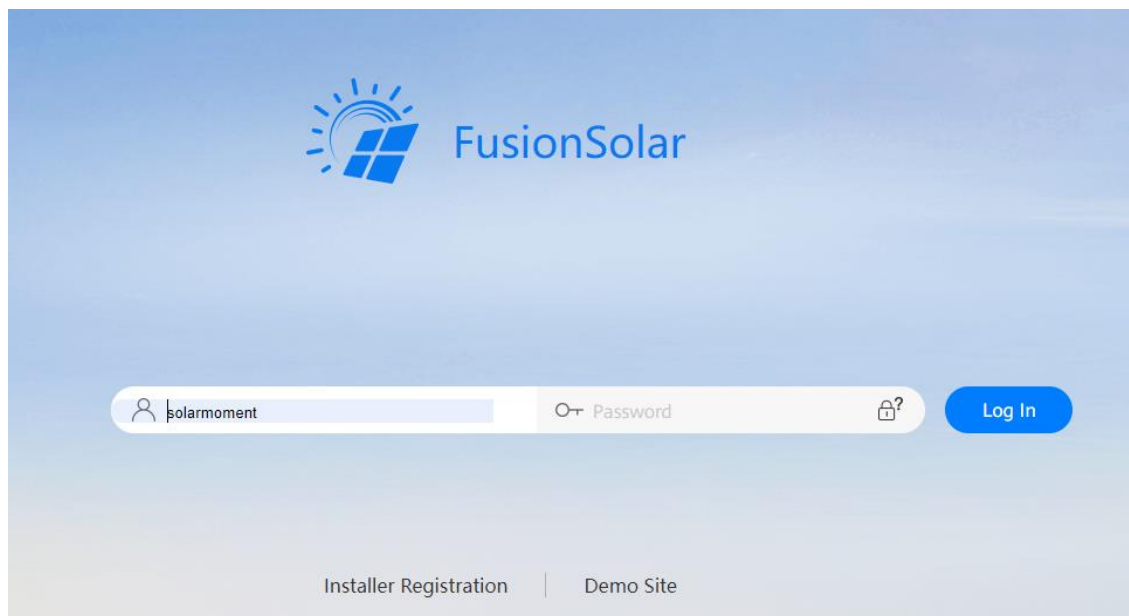 FusionSolar
solarmoment
Password
?
Log In
Installer Registration
Demo Site